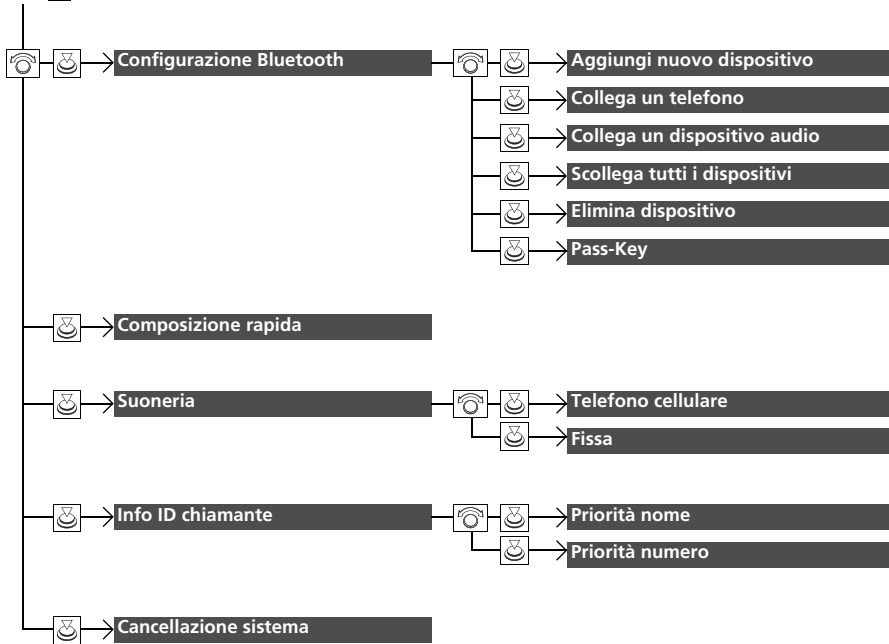 Configurazione Bluetooth
Aggiungi nuovo dispositivo
Collega un telefono
Collega un dispositivo audio
Scollega tutti i dispositivi
Elimina dispositivo
Pass-Key
Composizione rapida
Suoneria
Telefono cellulare
Fissa
Info ID chiamante
Priorità nome
Priorità numero
Cancellazione sistema